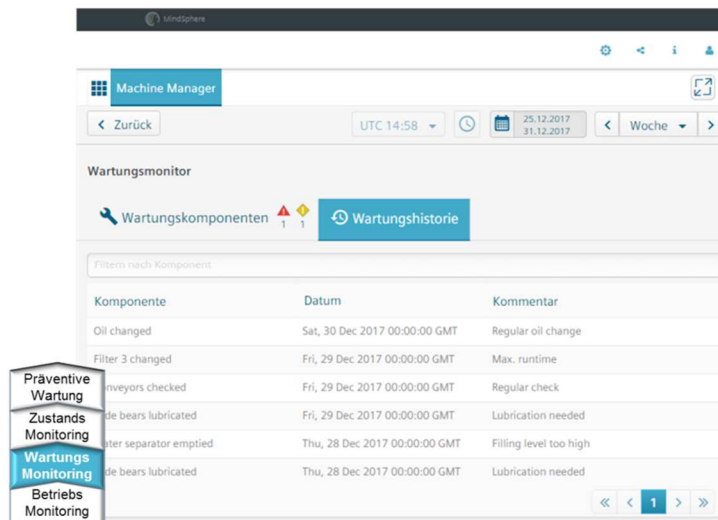 MindSphere
Machine Manager
Zurück
UTC 14:58
25.12.2017
31.12.2017
Woche
Wartungsmonitor
Wartungskomponenten
1
1
Wartungshistorie
Filtern nach Komponent
Komponente Datum Kommentar
Oil changed Sat, 30 Dec 2017 00:00:00 GMT Regular oil change
Filter 3 changed Fri, 29 Dec 2017 00:00:00 GMT Max. runtime
nveyors checked Fri, 29 Dec 2017 00:00:00 GMT Regular check
de bears lubricated Fri, 29 Dec 2017 00:00:00 GMT Lubrication needed
ater separator emptied Thu, 28 Dec 2017 00:00:00 GMT Filling level too high
de bears lubricated Thu, 28 Dec 2017 00:00:00 GMT Lubrication needed
1
Präventive
Wartung
Zustands
Monitoring
Wartungs
Monitoring
Betriebs
Monitoring